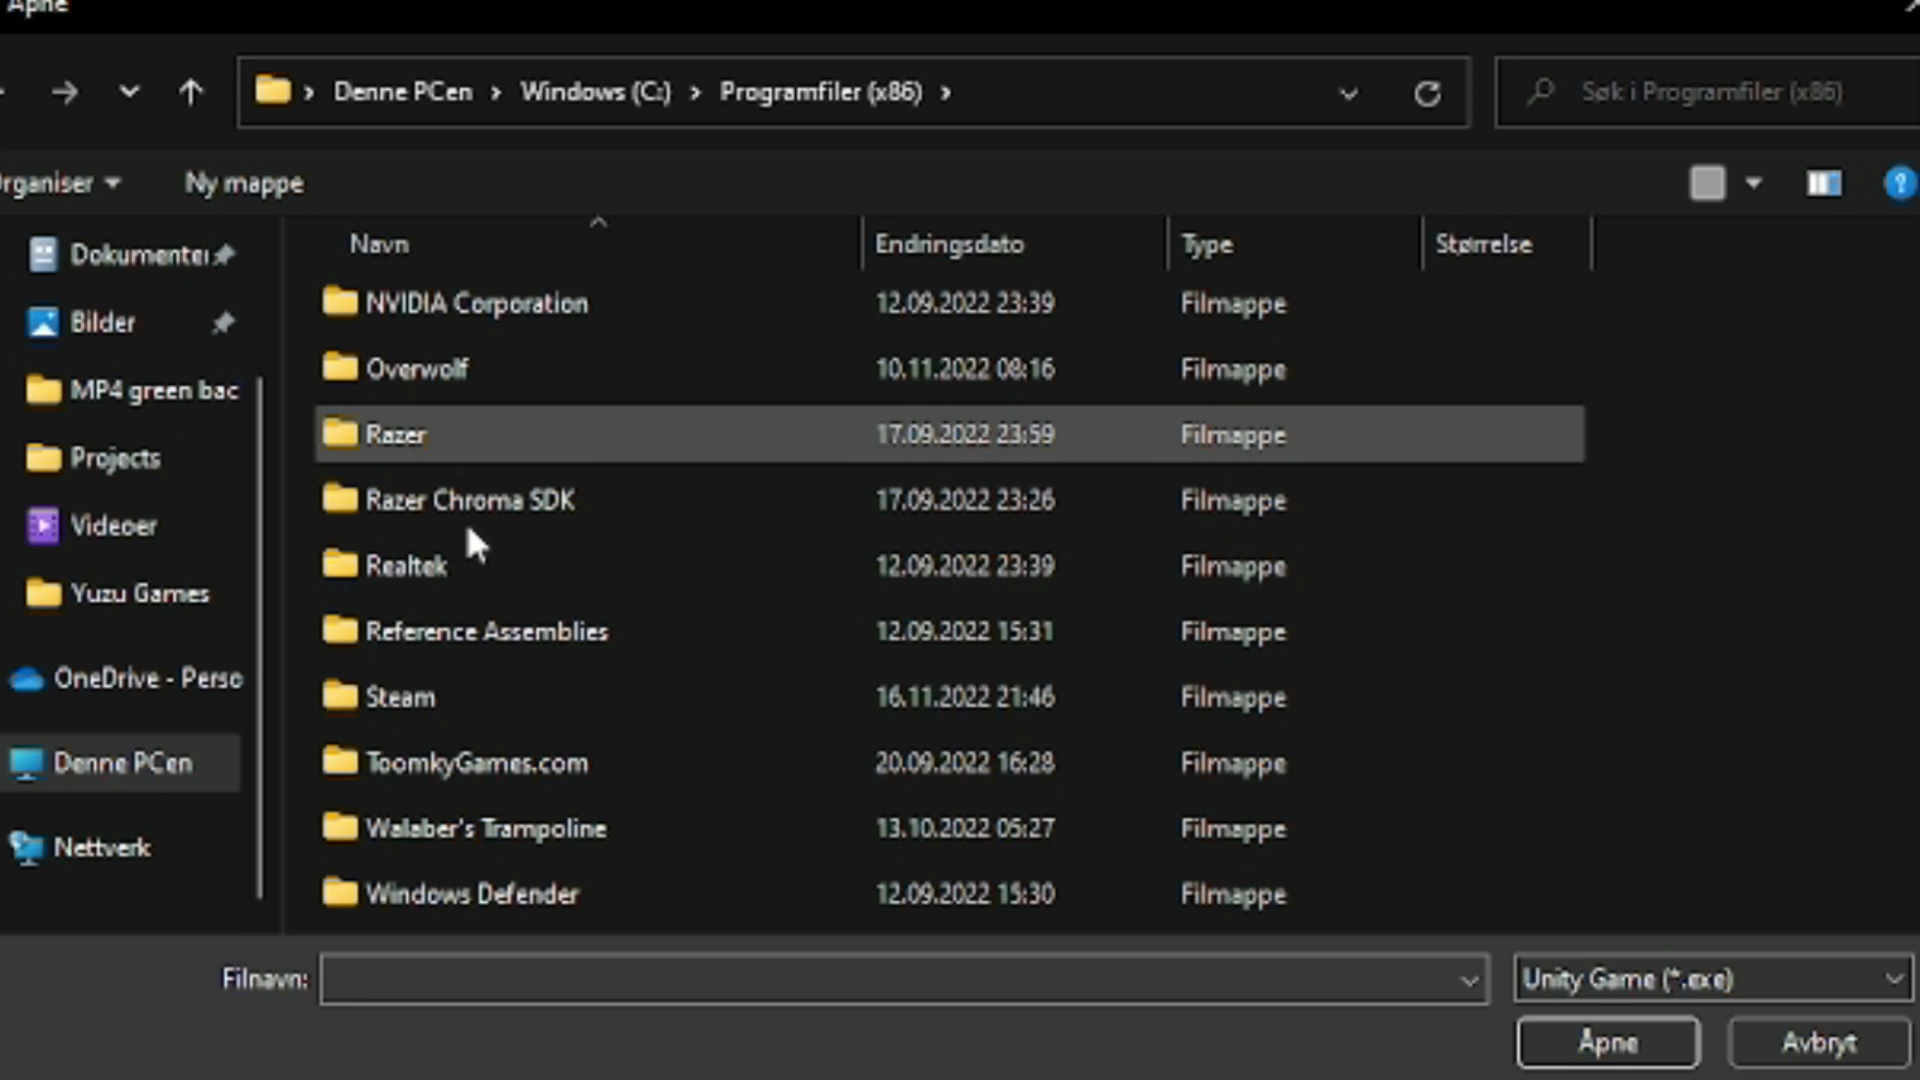 Åpne
Denne PCen > Windows (C:) > Programfiler (x86) >
Søk i Programfiler (x86)
Organiser
Ny mappe
Navn
Endringsdato
Type
Størrelse
Dokumenter
Bilder
MP4 green bac
Projects
Videoer
Yuzu Games
OneDrive - Perso
Denne PCen
Nettverk
NVIDIA Corporation 12.09.2022 23:39 Filmappe
Overwolf 10.11.2022 08:16 Filmappe
Razer 17.09.2022 23:59 Filmappe
Razer Chroma SDK 17.09.2022 23:26 Filmappe
Realtek 12.09.2022 23:39 Filmappe
Reference Assemblies 12.09.2022 15:31 Filmappe
Steam 16.11.2022 21:46 Filmappe
ToomkyGames.com 20.09.2022 16:28 Filmappe
Walaber's Trampoline 13.10.2022 05:27 Filmappe
Windows Defender 12.09.2022 15:30 Filmappe
Filnavn:
Unity Game (*.exe)
Åpne
Avbryt